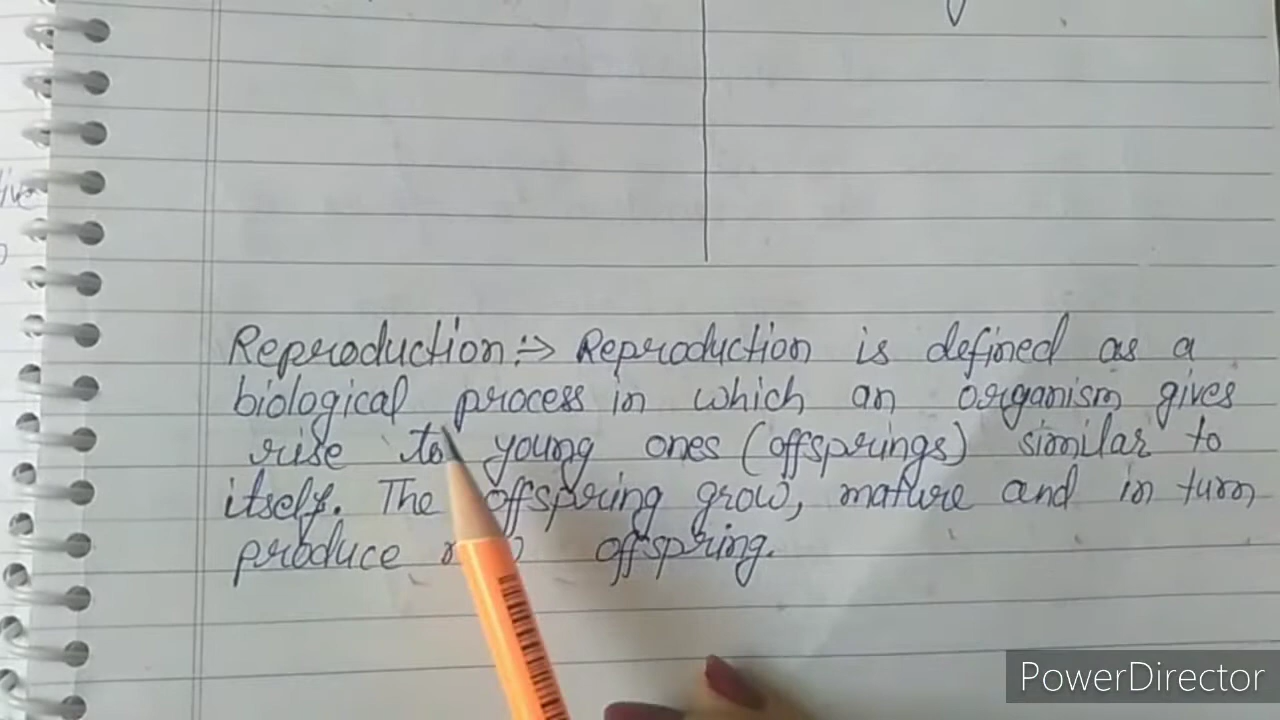 Reproduction :→ Reproduction is defined as a
biological process in which an organism gives
rise to young ones (offsprings) similar to
itself. The offspring grow, mature and in turn
produce offspring.
PowerDirector